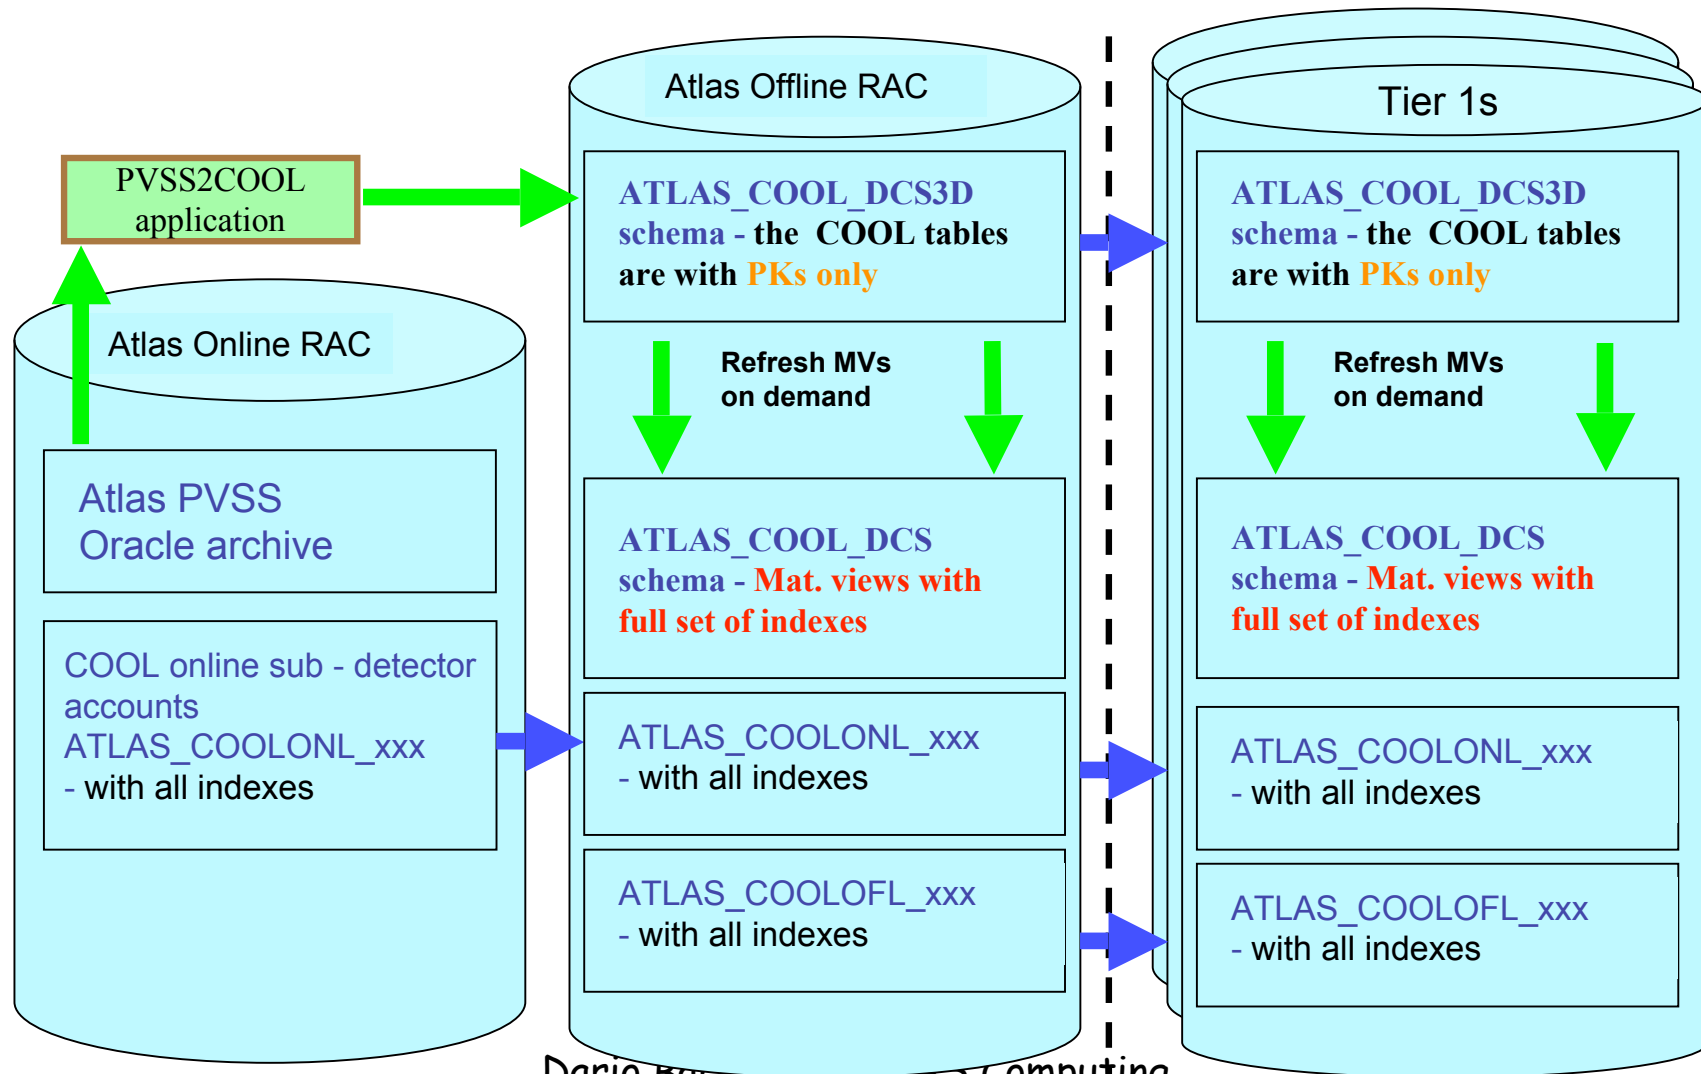 PVSS2COOL
application
Atlas Online RAC
Atlas PVSS
Oracle archive
COOL online sub - detector
accounts
ATLAS_COOLONL_xxx
- with all indexes
Atlas Offline RAC
ATLAS_COOL_DCS3D
schema - the COOL tables
are with PKs only
Refresh MVs
on demand
ATLAS_COOL_DCS
schema - Mat. views with
full set of indexes
ATLAS_COOLONL_xxx
- with all indexes
ATLAS_COOLOFL_xxx
- with all indexes
Tier 1s
ATLAS_COOL_DCS3D
schema - the COOL tables
are with PKs only
Refresh MVs
on demand
ATLAS_COOL_DCS
schema - Mat. views with
full set of indexes
ATLAS_COOLONL_xxx
- with all indexes
ATLAS_COOLOFL_xxx
- with all indexes
Dario Computing